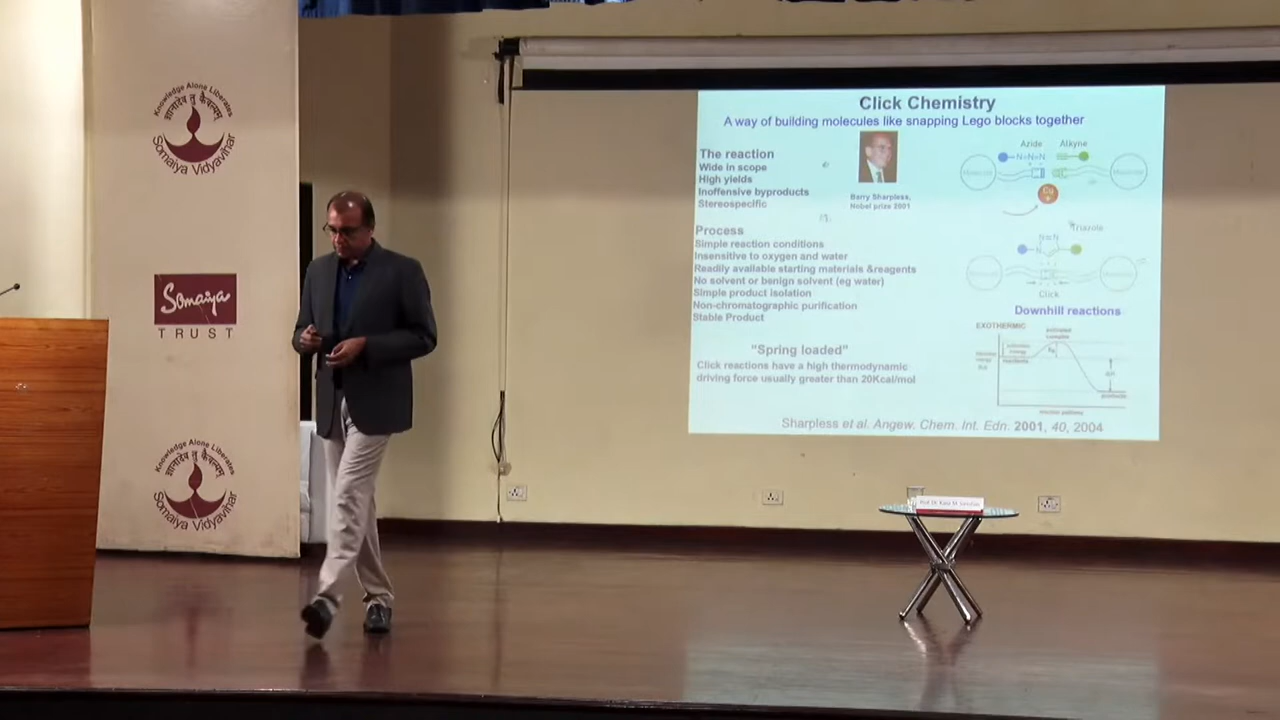 Knowledge Alone Liberates
ज्ञानादेव तु कैवल्यम्
Somaiya Vidyavihar
Somaiya
TRUST
Knowledge Alone Liberates
ज्ञानादेव तु कैवल्यम्
Somaiya Vidyavihar
Click Chemistry
A way of building molecules like snapping Lego blocks together
The reaction
Wide in scope
High yields
Inoffensive byproducts
Stereospecific
Barry Sharpless,
Nobel prize 2001
Process
Simple reaction conditions
Insensitive to oxygen and water
Readily available starting materials &reagents
No solvent or benign solvent (eg water)
Simple product isolation
Non-chromatographic purification
Stable Product
"Spring loaded"
Click reactions have a high thermodynamic
driving force usually greater than 20Kcal/mol
Azide Alkyne
N=N=N
Cu
+
Triazole
Click
Downhill reactions
EXOTHERMIC
Sharpless et al. Angew. Chem. Int. Edn. 2001, 40, 2004